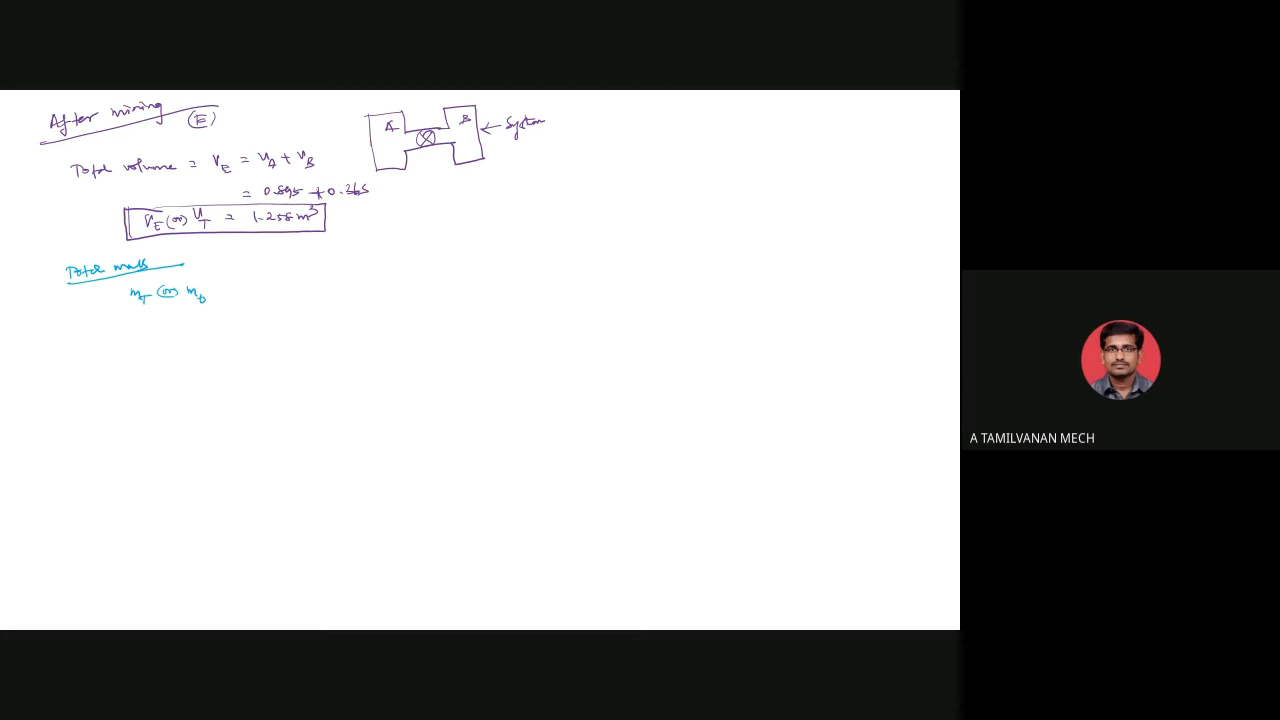 After mixing (E)
A B ← System
Total volume = V_E = V_A + V_B
= 0.895 + 0.365
V_E (or) V_T = 1.258 m³
Total mass
m_T (or) m_t
A TAMILVANAN MECH